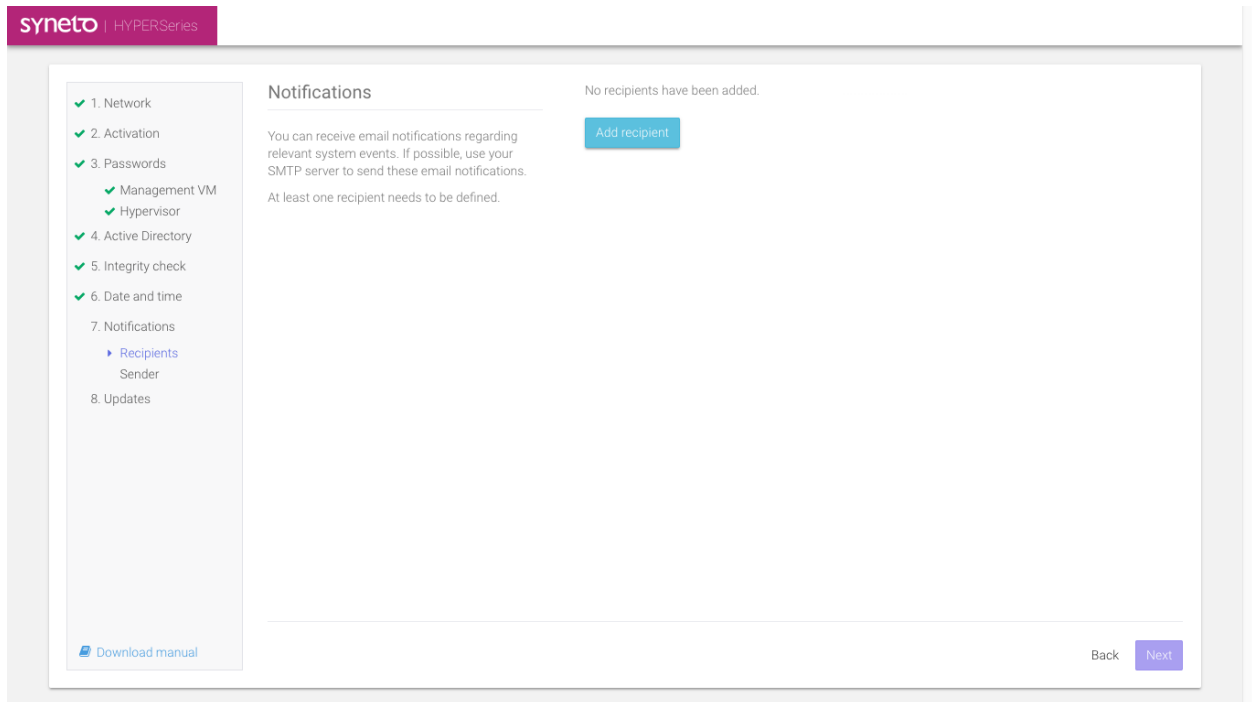 syneto | HYPERSeries
1. Network
2. Activation
3. Passwords
Management VM
Hypervisor
4. Active Directory
5. Integrity check
6. Date and time
7. Notifications
Recipients
Sender
8. Updates
Download manual
Notifications
You can receive email notifications regarding
relevant system events. If possible, use your
SMTP server to send these email notifications.
At least one recipient needs to be defined.
No recipients have been added.
Add recipient
Back
Next